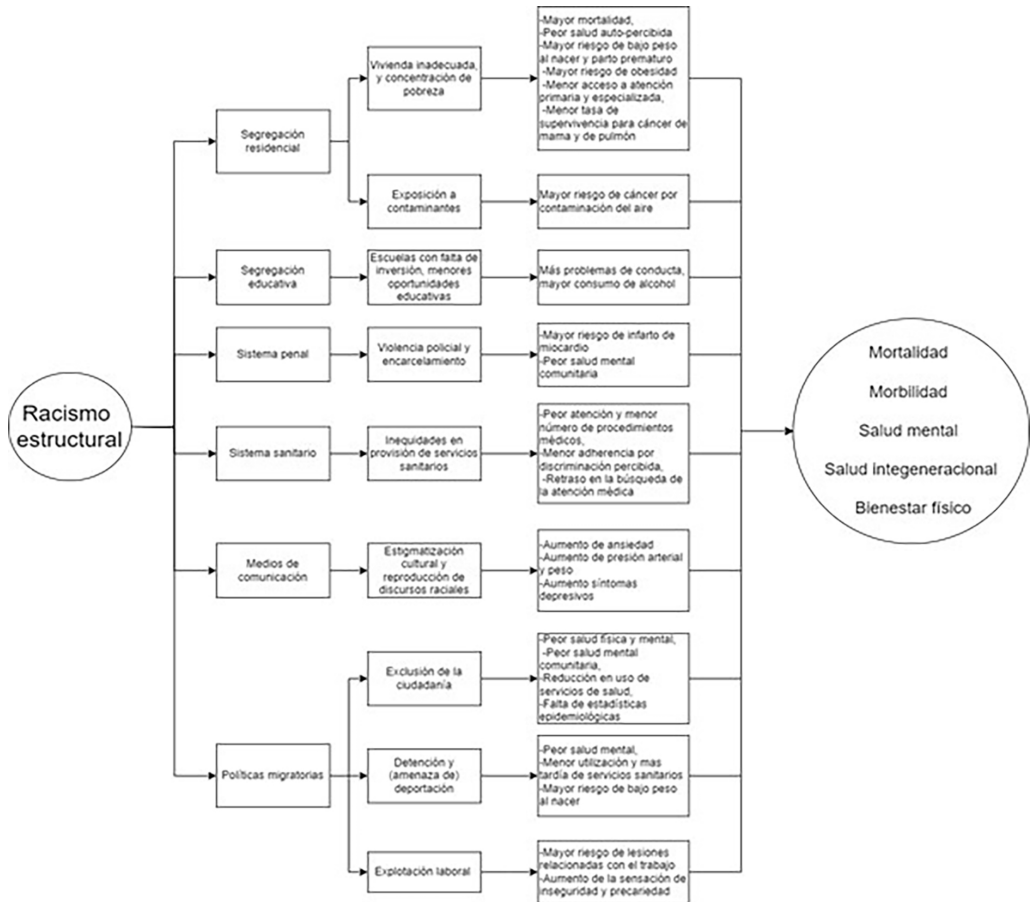 Racismo
estructural
Segregación
residencial
Vivienda inadecuada,
y concentración de
pobreza
-Mayor mortalidad,
-Peor salud auto-percibida
-Mayor riesgo de bajo peso
al nacer y parto prematuro
-Mayor riesgo de obesidad
-Menor acceso a atención
primaria y especializada,
-Menor tasa de
supervivencia para cáncer de
mama y de pulmón
Exposición a
contaminantes
Mayor riesgo de cáncer por
contaminación del aire
Segregación
educativa
Escuelas con falta de
inversión, menores
oportunidades
educativas
Más problemas de conducta,
mayor consumo de alcohol
Sistema penal
Violencia policial y
encarcelamiento
-Mayor riesgo de infarto de
miocardio
-Peor salud mental
comunitaria
Sistema sanitario
Inequidades en
provisión de servicios
sanitarios
-Peor atención y menor
número de procedimientos
médicos,
-Menor adherencia por
discriminación percibida,
-Retraso en la búsqueda de
la atención médica
Medios de
comunicación
Estigmatización
cultural y
reproducción de
discursos raciales
-Aumento de ansiedad
-Aumento de presión arterial
y peso
-Aumento síntomas
depresivos
Políticas migratorias
Exclusión de la
ciudadanía
-Peor salud física y mental,
-Peor salud mental
comunitaria,
-Reducción en uso de
servicios de salud,
-Falta de estadísticas
epidemiológicas
Detención y
(amenaza de)
deportación
-Peor salud mental,
-Menor utilización y mas
tardía de servicios sanitarios
-Mayor riesgo de bajo peso
al nacer
Explotación laboral
-Mayor riesgo de lesiones
relacionadas con el trabajo
-Aumento de la sensación de
inseguridad y precariedad
Mortalidad
Morbilidad
Salud mental
Salud integeneracional
Bienestar físico